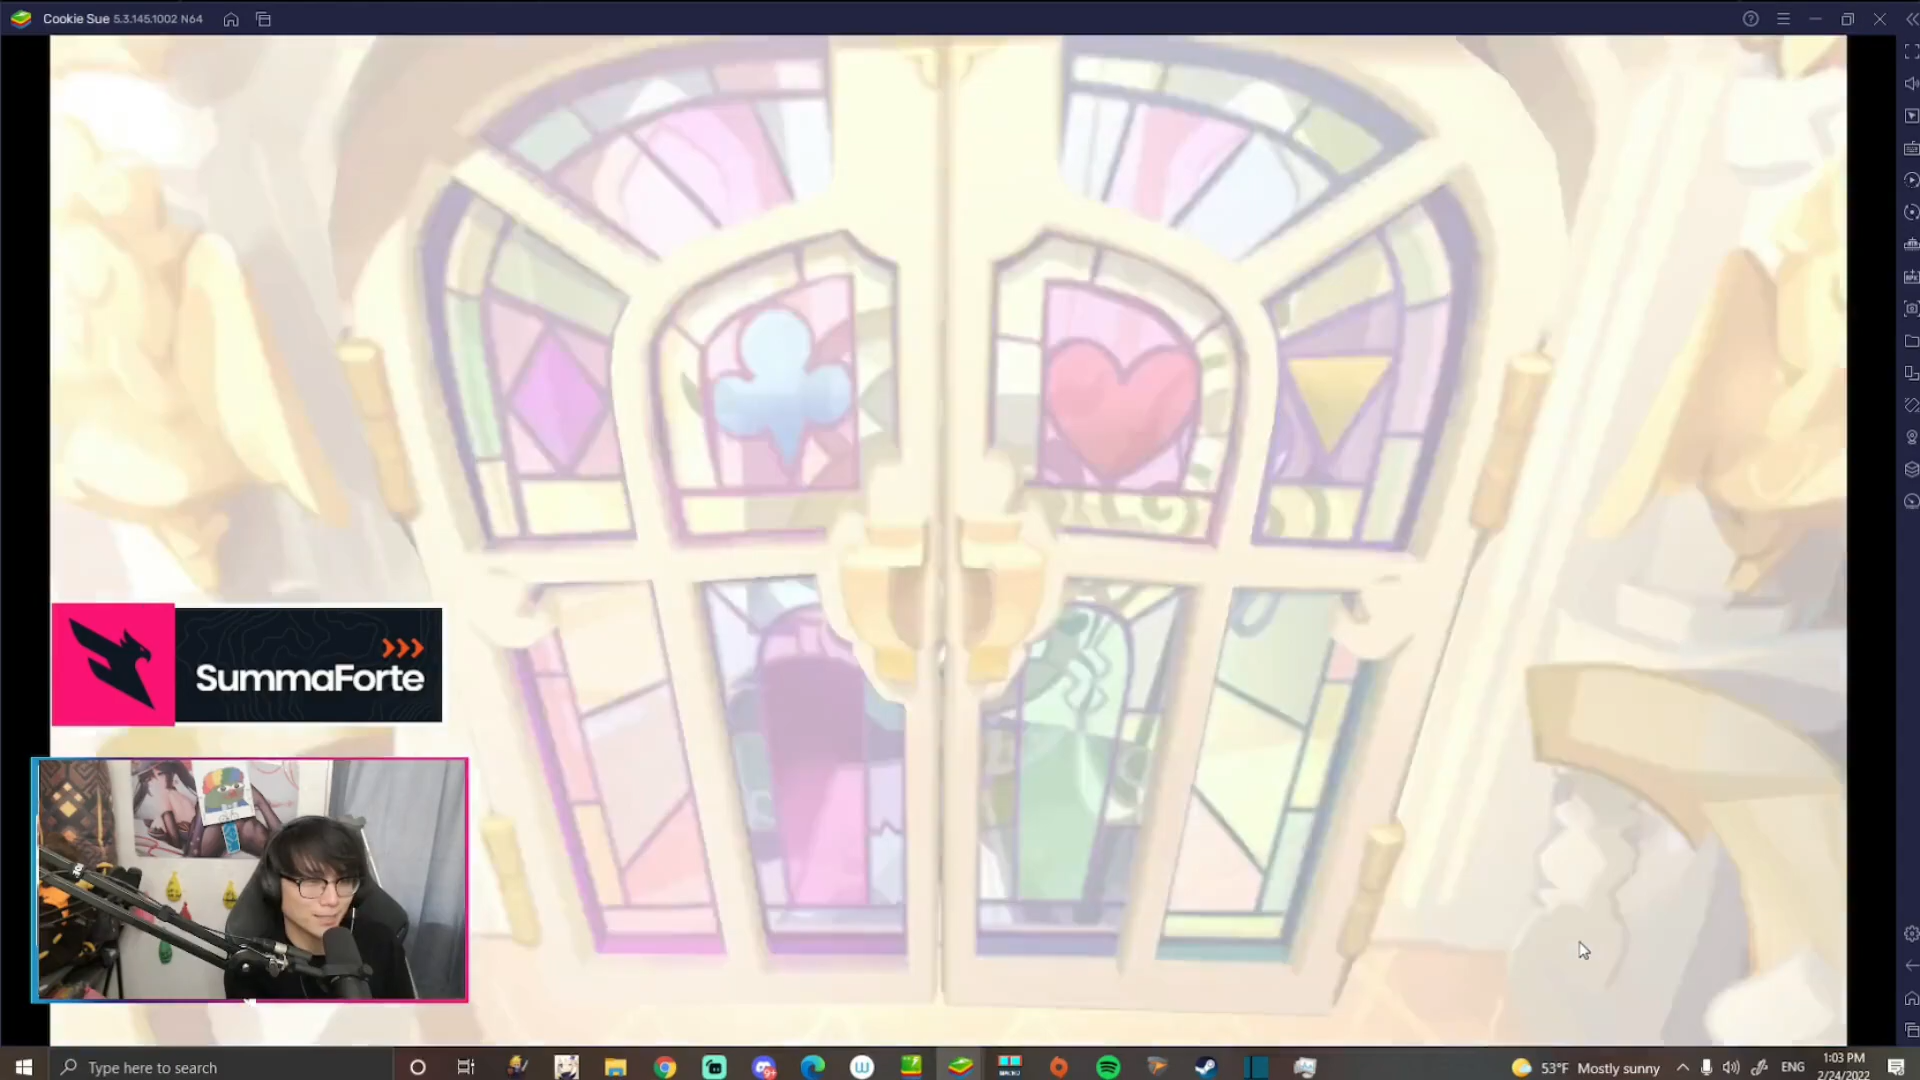 Cookie Sue 5.3.145.1002 N64
SummaForte
Type here to search
53°F Mostly sunny
ENG
1:03 PM
2/24/2022